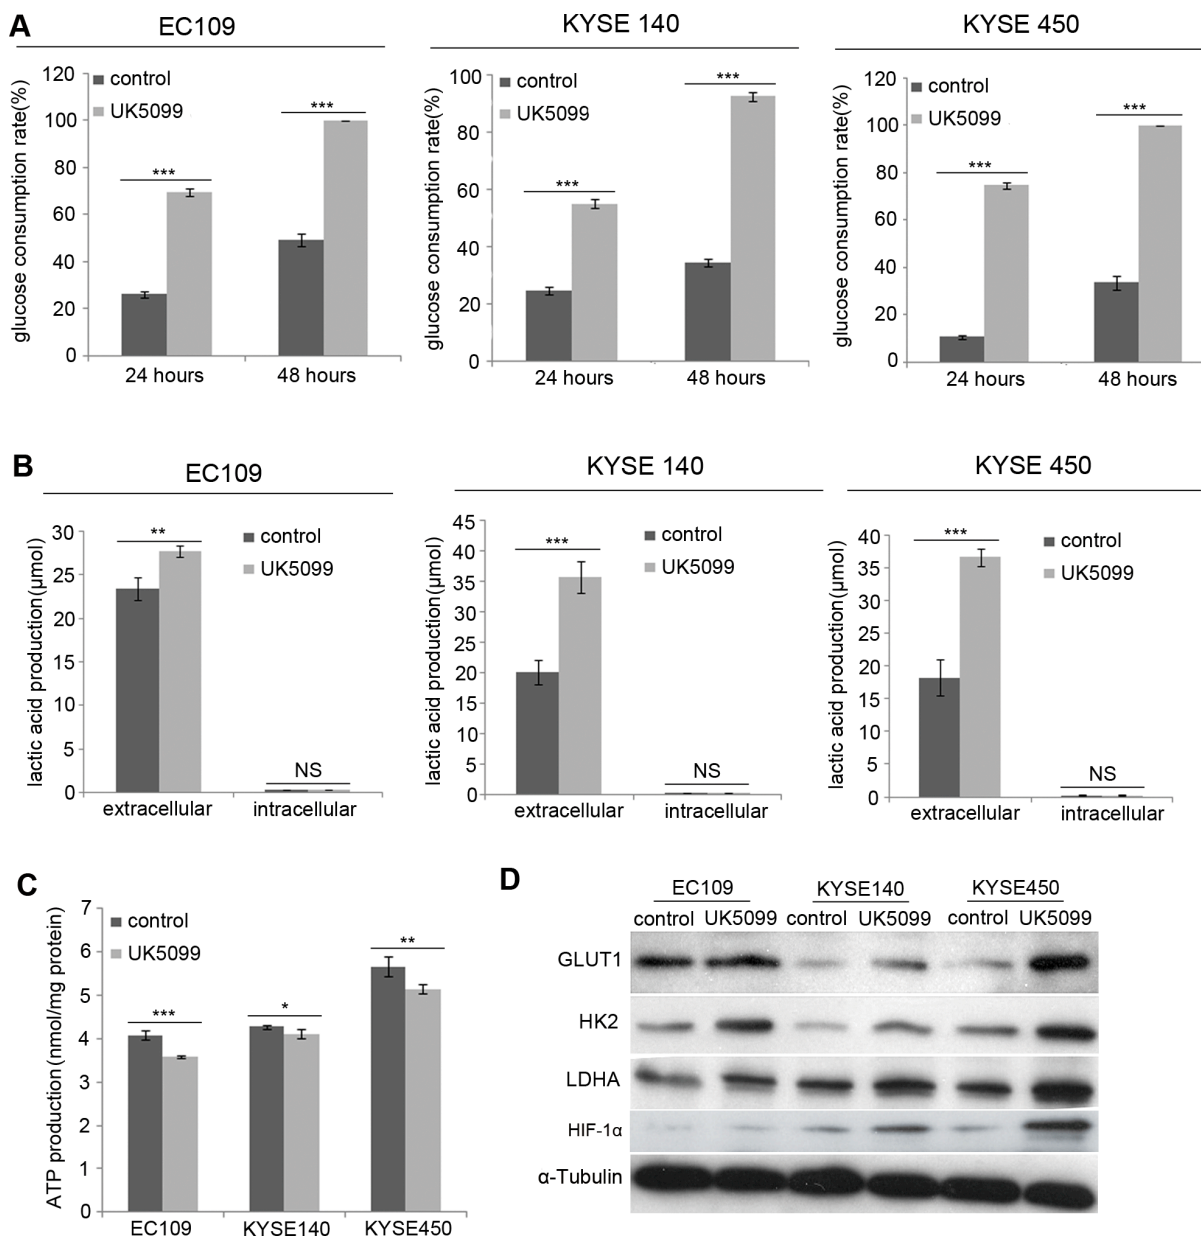 A
EC109
KYSE 140
KYSE 450
glucose consumption rate(%)
120
100
80
60
40
20
0
control
UK5099
***
***
24 hours
48 hours
glucose consumption rate(%)
100
80
60
40
20
0
control
UK5099
***
***
24 hours
48 hours
glucose consumption rate(%)
120
100
80
60
40
20
0
control
UK5099
***
***
24 hours
48 hours
B
EC109
KYSE 140
KYSE 450
lactic acid production(μmol)
30
25
20
15
10
5
0
**
control
UK5099
NS
extracellular
intracellular
lactic acid production(μmol)
45
40
35
30
25
20
15
10
5
0
***
control
UK5099
NS
extracellular
intracellular
lactic acid production(μmol)
40
35
30
25
20
15
10
5
0
***
control
UK5099
NS
extracellular
intracellular
C
ATP production(nmol/mg protein)
7
6
5
4
3
2
1
0
control
UK5099
***
*
**
EC109
KYSE140
KYSE450
D
EC109 KYSE140 KYSE450
control UK5099 control UK5099 control UK5099
GLUT1
HK2
LDHA
HIF-1α
α-Tubulin